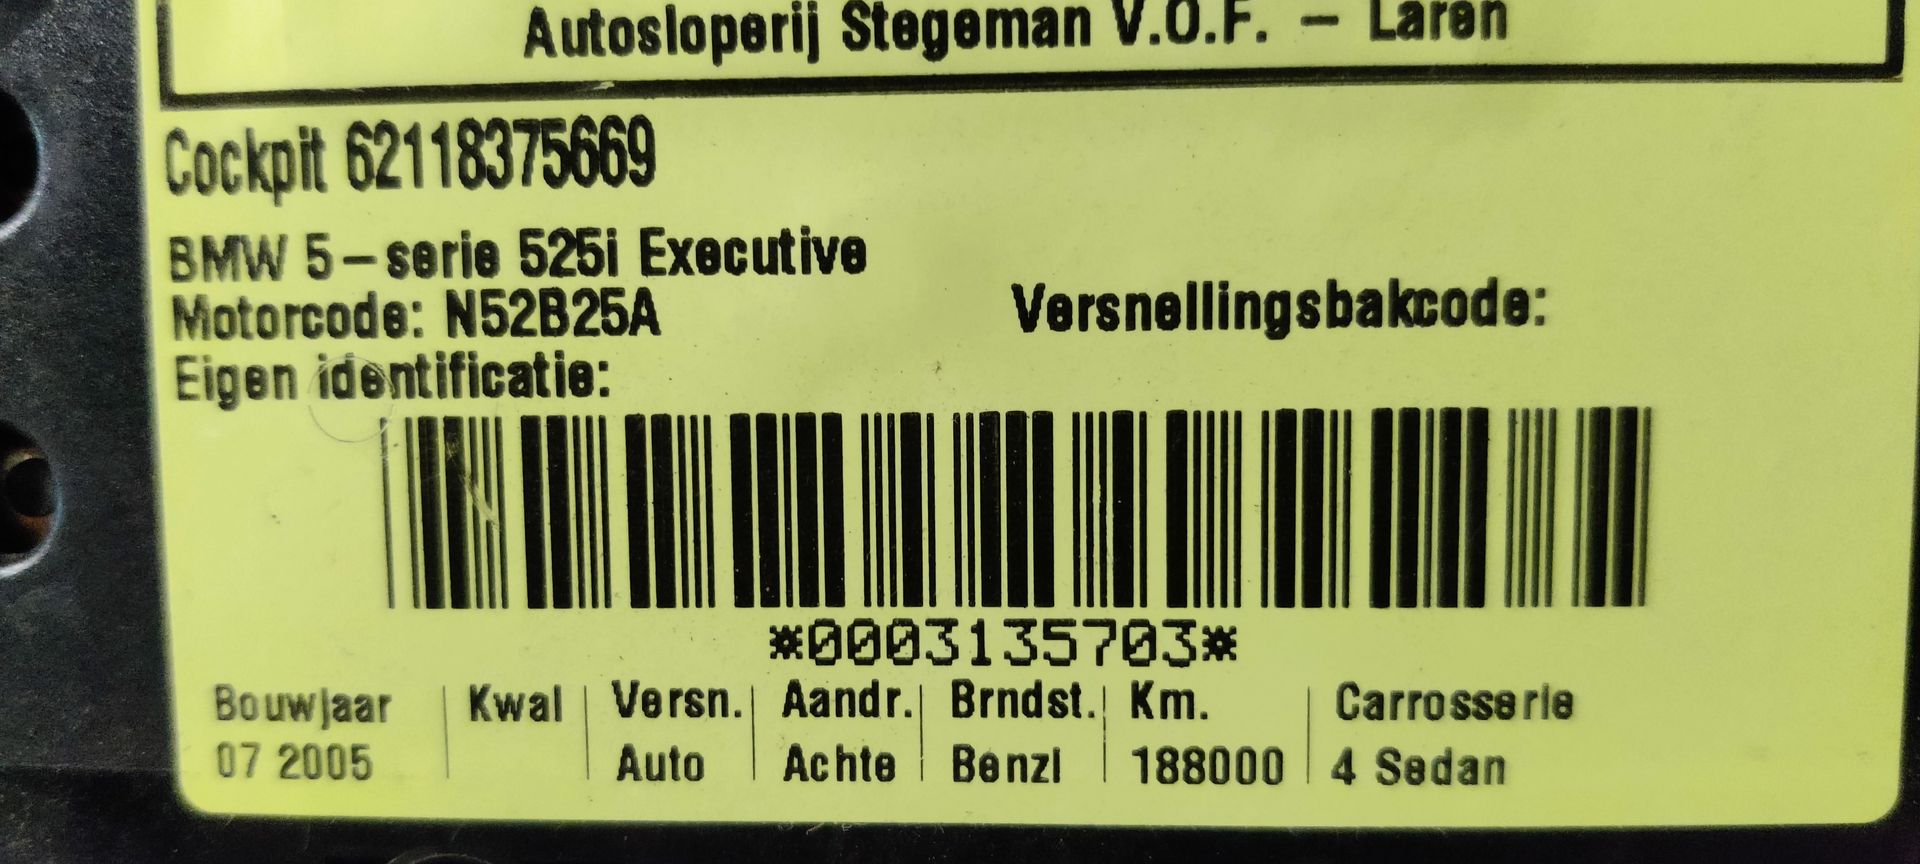 Autosloperij Stegeman V.O.F. - Laren
Cockpit 62118375669
BMW 5-serie 525i Executive
Motorcode: N52B25A Versnellingsbakcode:
Eigen identificatie:
*0003135703*
Bouwjaar Kwal Versn. Aandr. Brndst. Km. Carrosserie
07 2005 Auto Achte Benzi 188000 4 Sedan